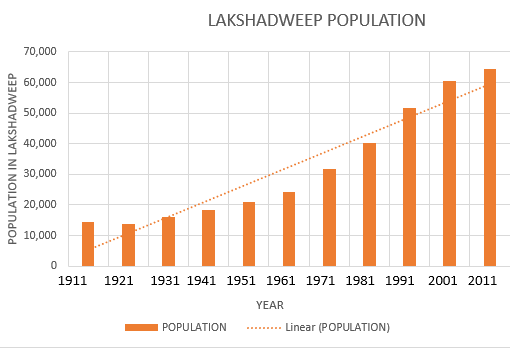 LAKSHADWEEP POPULATION
70,000
60,000
50,000
40,000
30,000
20,000
10,000
0
POPULATION IN LAKSHADWEEP
1911 1921 1931 1941 1951 1961 1971 1981 1991 2001 2011
YEAR
POPULATION Linear (POPULATION)